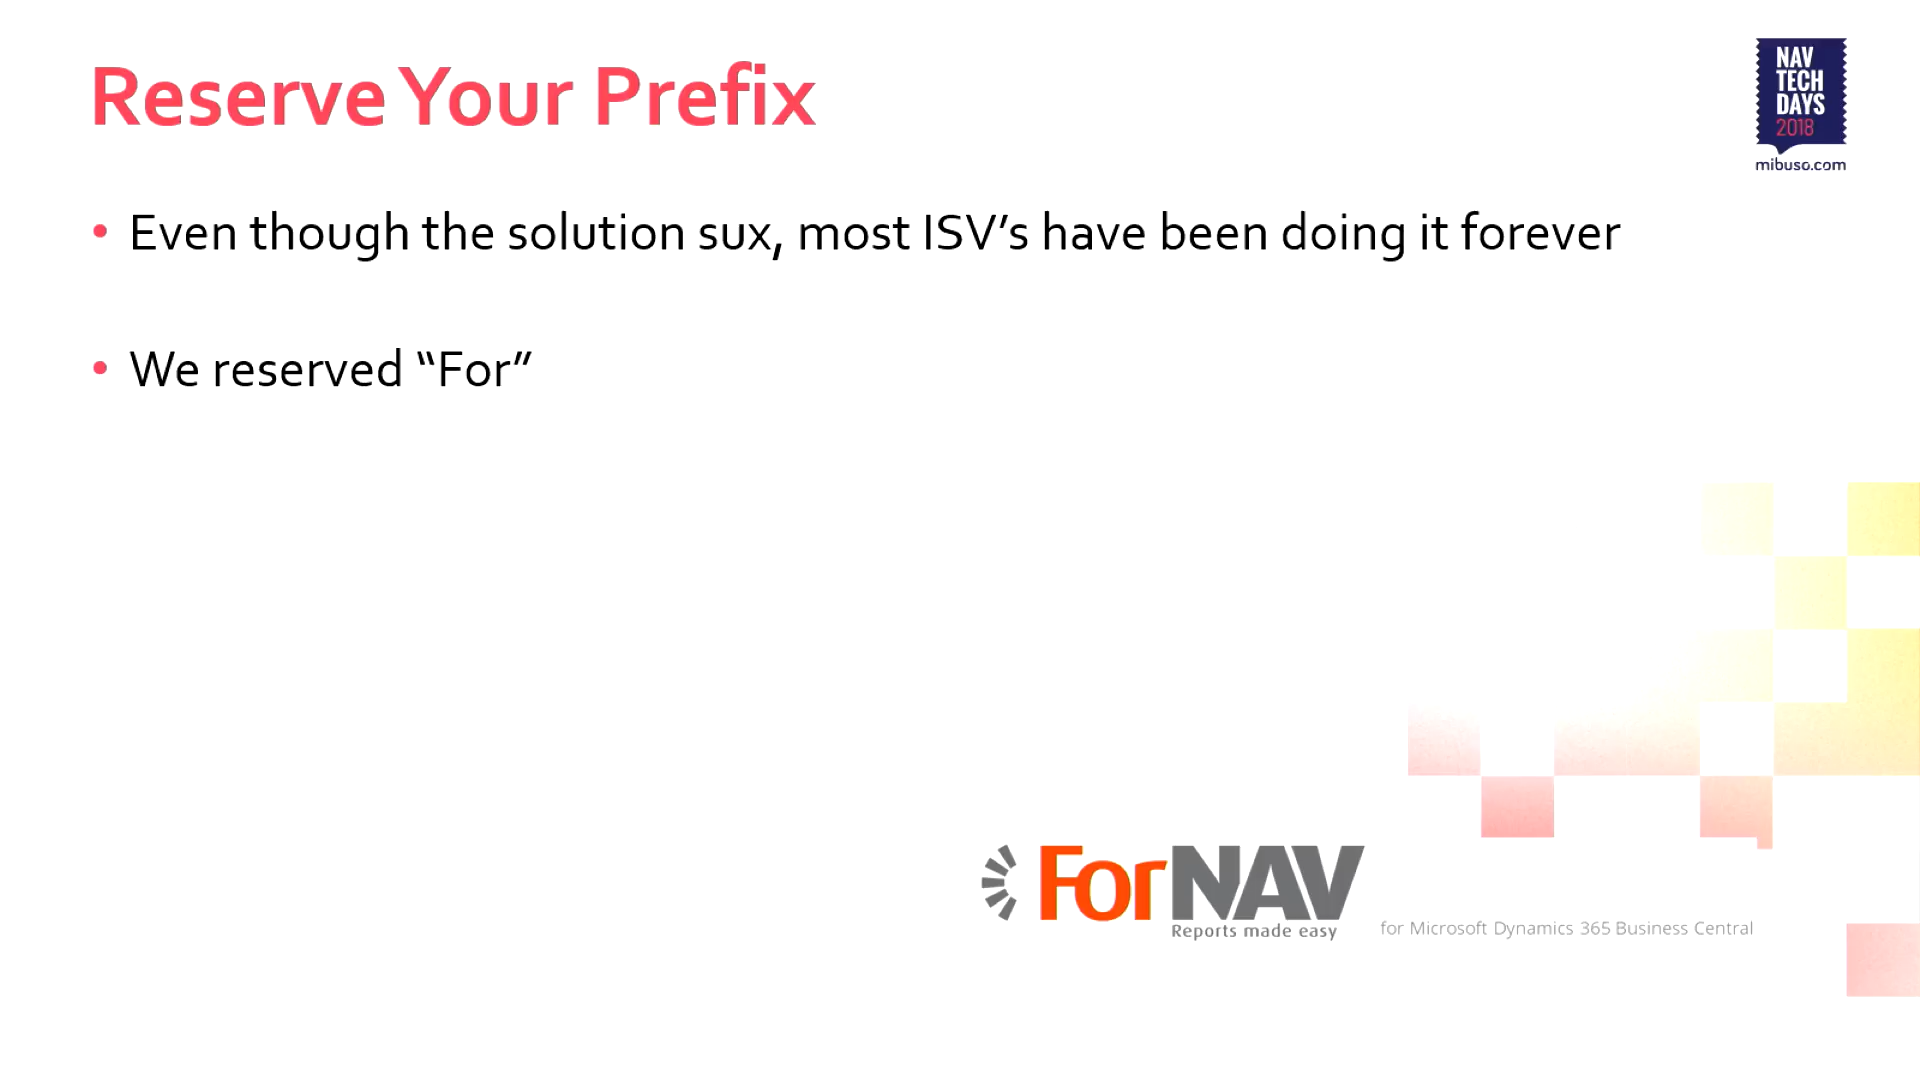 Reserve Your Prefix
NAV
TECH
DAYS
2018
mibuso.com
• Even though the solution sux, most ISV’s have been doing it forever
• We reserved “For”
ForNAV
Reports made easy
for Microsoft Dynamics 365 Business Central